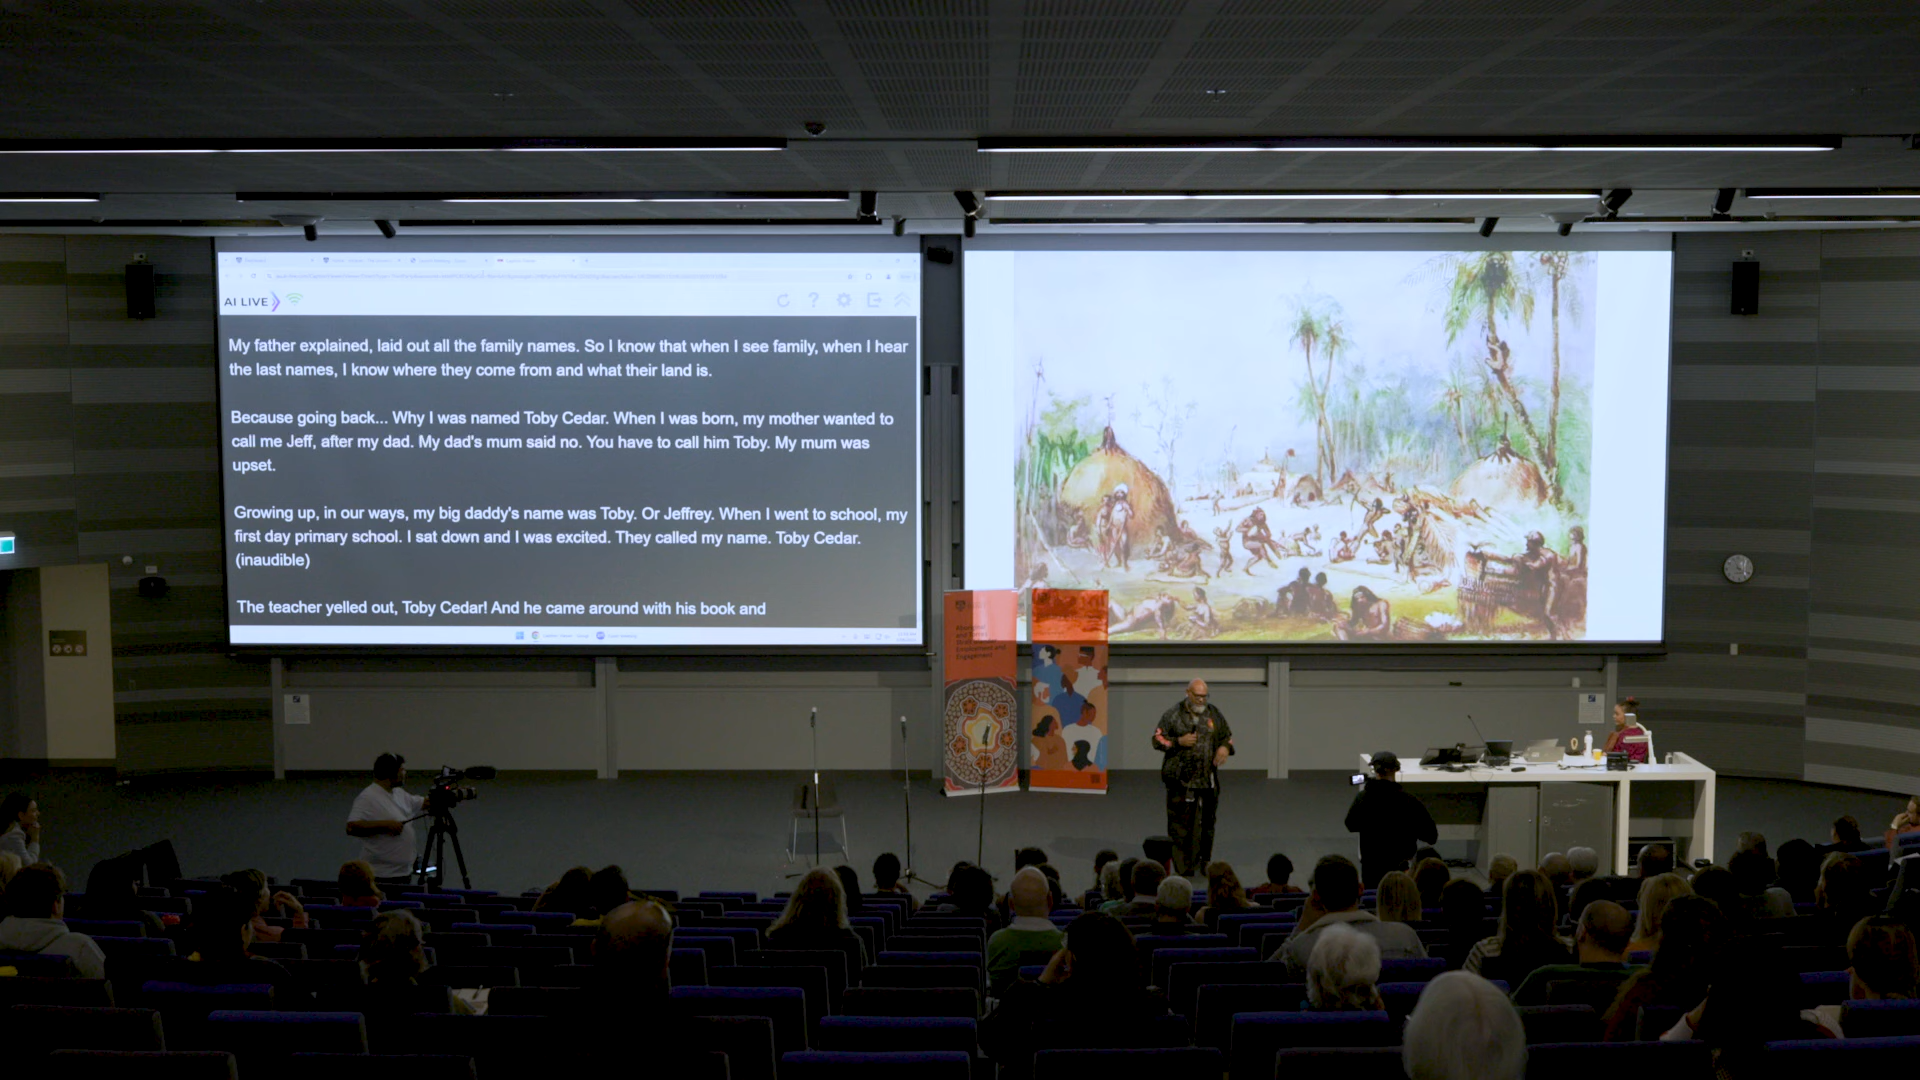 AI LIVE
My father explained, laid out all the family names. So I know that when I see family, when I hear
the last names, I know where they come from and what their land is.
Because going back... Why I was named Toby Cedar. When I was born, my mother wanted to
call me Jeff, after my dad. My dad's mum said no. You have to call him Toby. My mum was
upset.
Growing up, in our ways, my big daddy's name was Toby. Or Jeffrey. When I went to school, my
first day primary school. I sat down and I was excited. They called my name. Toby Cedar.
(inaudible)
The teacher yelled out, Toby Cedar! And he came around with his book and
Aboriginal
and Torres
Employment and
Engagement